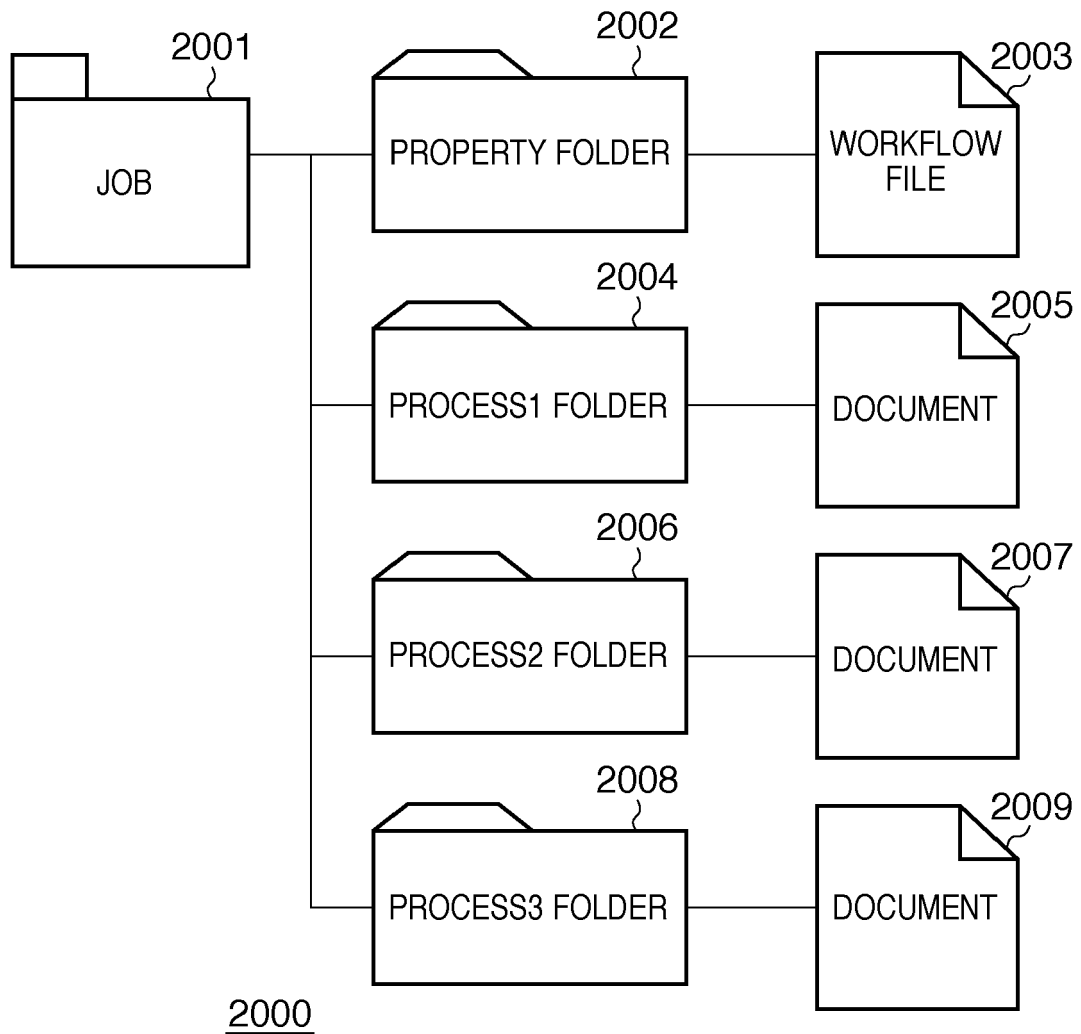 2001
JOB
2002
PROPERTY FOLDER
2003
WORKFLOW
FILE
2004
PROCESS1 FOLDER
2005
DOCUMENT
2006
PROCESS2 FOLDER
2007
DOCUMENT
2008
PROCESS3 FOLDER
2009
DOCUMENT
2000